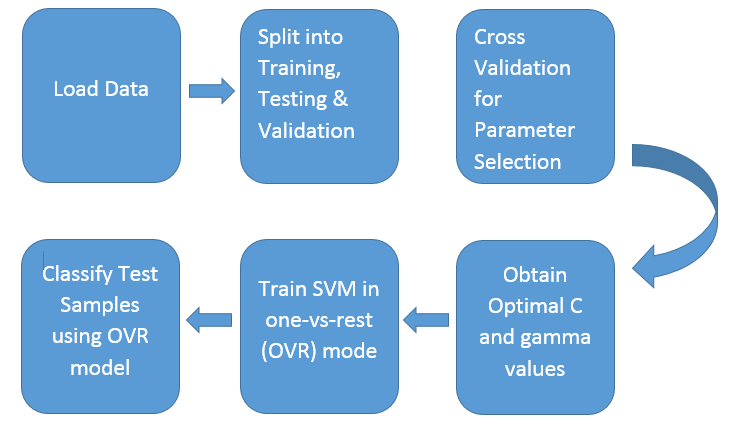 Load Data
Split into
Training,
Testing &
Validation
Cross
Validation
for
Parameter
Selection
Obtain
Optimal C
and gamma
values
Train SVM in
one-vs-rest
(OVR) mode
Classify Test
Samples
using OVR
model